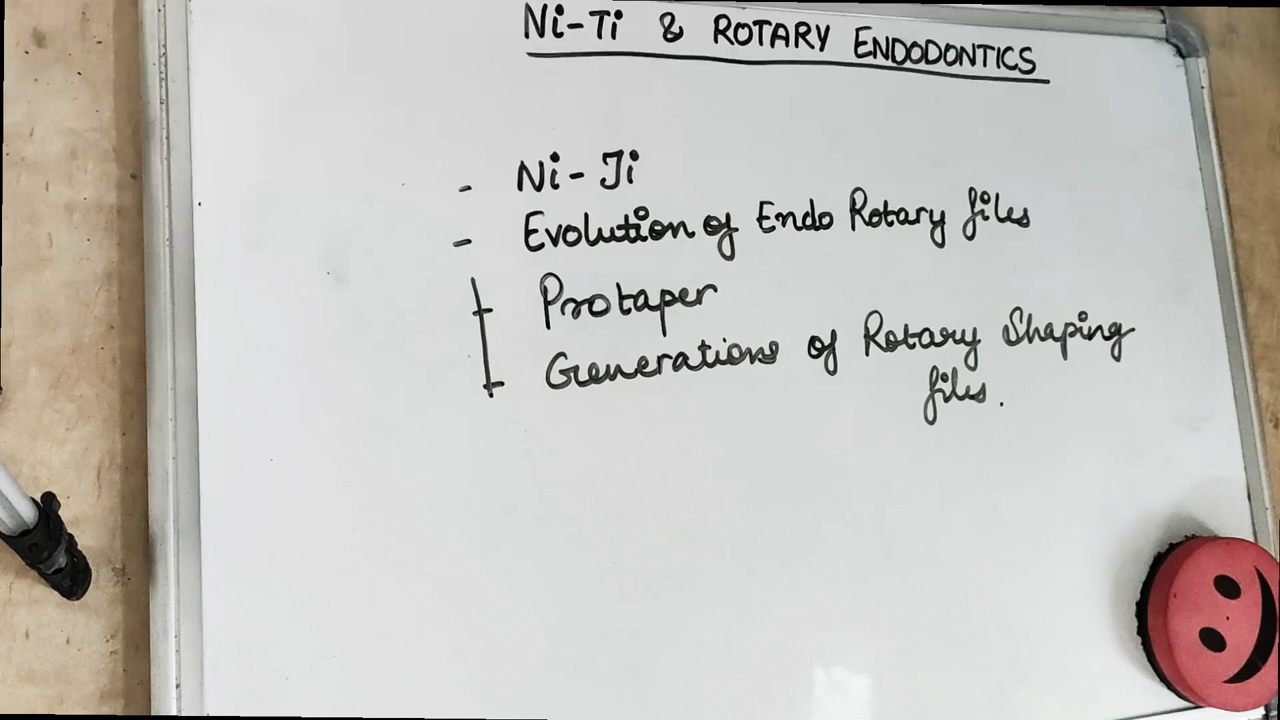 Ni-Ti & ROTARY ENDODONTICS
- Ni-Ti
- Evolution of Endo Rotary files
- Protaper
- Generations of Rotary Shaping
files.